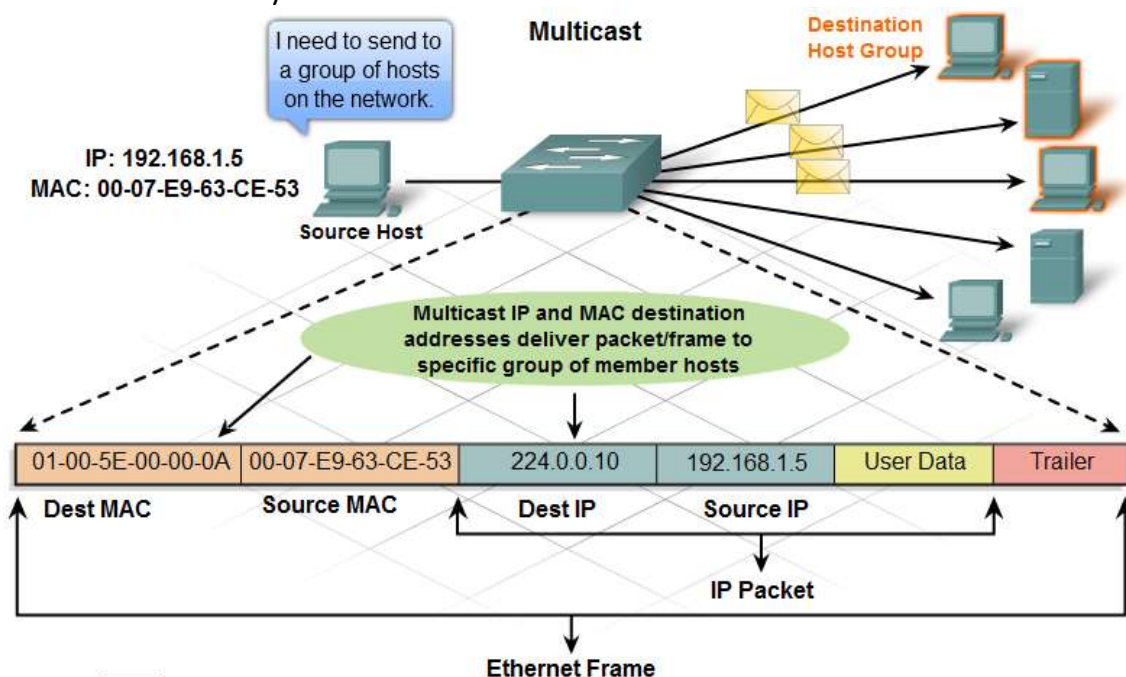 Multicast
Destination
Host Group
I need to send to
a group of hosts
on the network.
IP: 192.168.1.5
MAC: 00-07-E9-63-CE-53
Source Host
Multicast IP and MAC destination
addresses deliver packet/frame to
specific group of member hosts
01-00-5E-00-00-0A 00-07-E9-63-CE-53 224.0.0.10 192.168.1.5 User Data Trailer
Dest MAC Source MAC Dest IP Source IP
IP Packet
Ethernet Frame